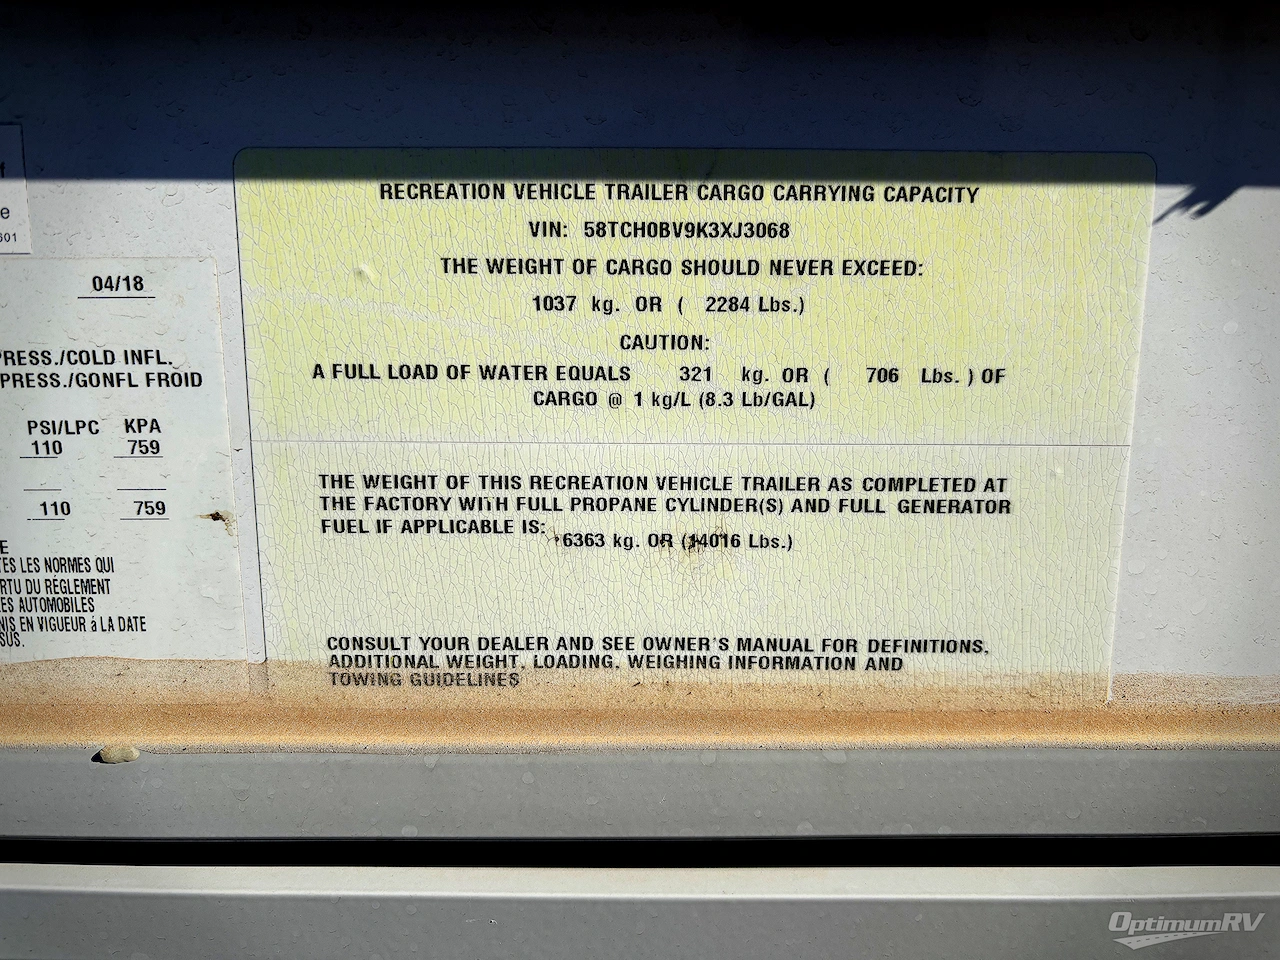 f
e
601
04/18
PRESS./COLD INFL.
PRESS./GONFL FROID
PSI/LPC KPA
110 759
110 759
E
TES LES NORMES QUI
RTU DU RÉGLEMENT
ES AUTOMOBILES
NIS EN VIGUEUR á LA DATE
SUS.
RECREATION VEHICLE TRAILER CARGO CARRYING CAPACITY
VIN: 58TCH0BV9K3XJ3068
THE WEIGHT OF CARGO SHOULD NEVER EXCEED:
1037 kg. OR ( 2284 Lbs.)
CAUTION:
A FULL LOAD OF WATER EQUALS 321 kg. OR ( 706 Lbs. ) OF
CARGO @ 1 kg/L (8.3 Lb/GAL)
THE WEIGHT OF THIS RECREATION VEHICLE TRAILER AS COMPLETED AT
THE FACTORY WITH FULL PROPANE CYLINDER(S) AND FULL GENERATOR
FUEL IF APPLICABLE IS:
6363 kg. OR (14016 Lbs.)
CONSULT YOUR DEALER AND SEE OWNER'S MANUAL FOR DEFINITIONS,
ADDITIONAL WEIGHT, LOADING, WEIGHING INFORMATION AND
TOWING GUIDELINES
OptimumRV